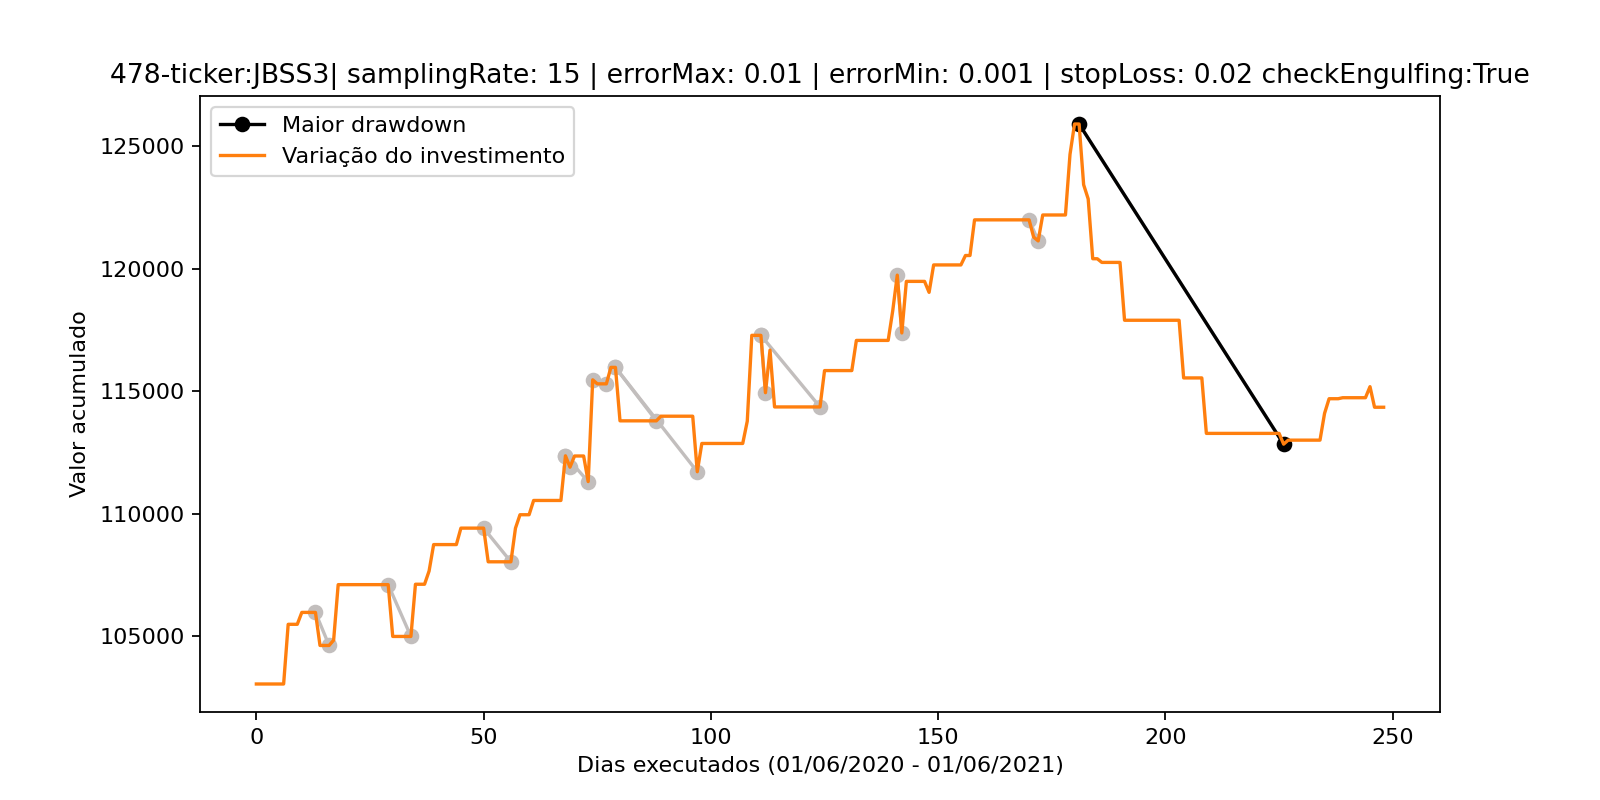 478-ticker:JBSS3| samplingRate: 15 | errorMax: 0.01 | errorMin: 0.001 | stopLoss: 0.02 checkEngulfing:True
Maior drawdown
Variação do investimento
Valor acumulado
125000
120000
115000
110000
105000
0 50 100 150 200 250
Dias executados (01/06/2020 - 01/06/2021)